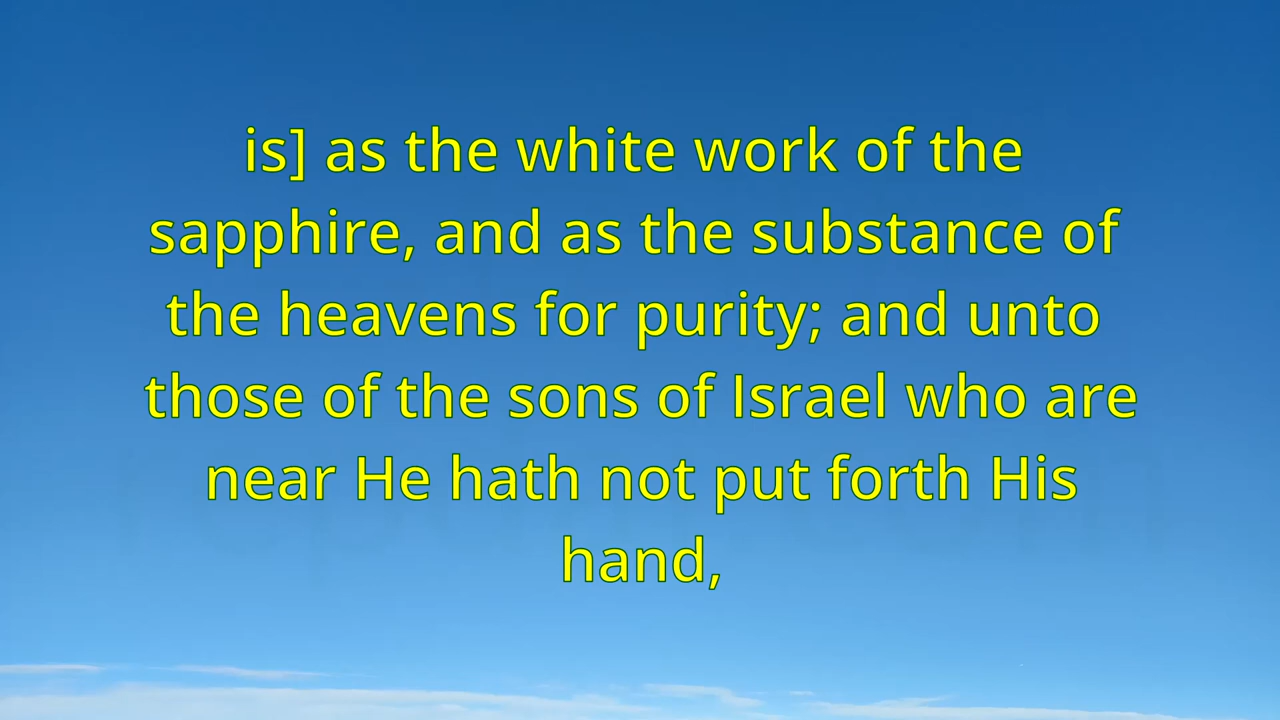 is] as the white work of the
sapphire, and as the substance of
the heavens for purity; and unto
those of the sons of Israel who are
near He hath not put forth His
hand,